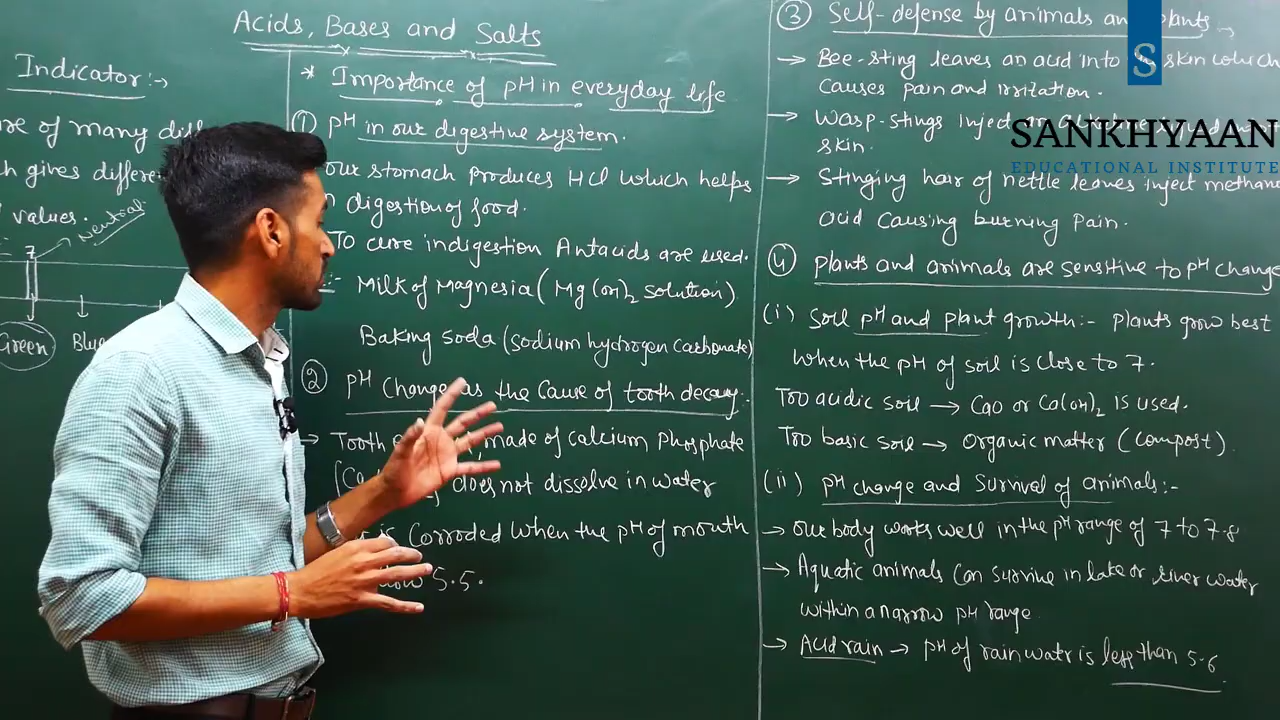 Acids, Bases and Salts
Indicator:→
re of many diff
h gives differe
values.
7
Neutral
Green
Blu
* Importance of pH in everyday life
① pH in our digestive system.
our stomach produces HCl which helps
n digestion of food.
To cure indigestion Antacids are used.
:- Milk of Magnesia (Mg(OH)₂ solution)
Baking soda (sodium hydrogen carbonate)
② pH change as the cause of tooth decay:-
→ Tooth made of calcium phosphate
[Ca does not dissolve in water
is corroded when the pH of mouth
low 5.5.
③ Self-defense by animals an plants
→ Bee-sting leaves an acid into skin which
causes pain and irritation.
→ Wasp-stings inject an
skin.
→ Stinging hair of nettle leaves inject methano
acid causing burning pain.
④ Plants and animals are sensitive to pH change
(i) Soil pH and plant growth:- Plants grow best
when the pH of soil is close to 7.
Too acidic soil → CaO or Ca(OH)₂ is used.
Too basic soil → Organic matter (compost).
(ii) pH change and Survival of animals:-
→ our body works well in the pH range of 7 to 7.8
→ Aquatic animals can survive in lake or river water
within a narrow pH range
→ Acid rain → pH of rain watr is less than 5.6
S
SANKHYAAN
EDUCATIONAL INSTITUTE